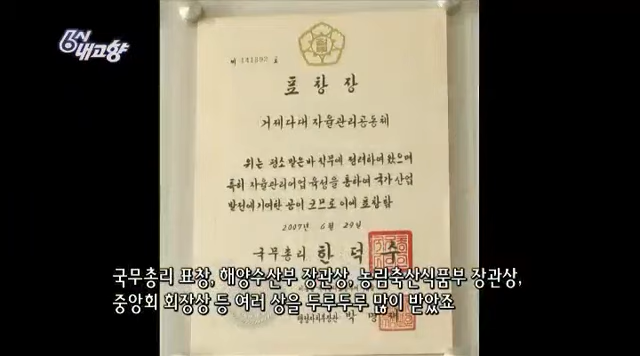 6시
내고향
제 호
표창장
거제다대 자율관리공동체
위는 평소 맡은바 직무에 정려하여 왔으며
특히 자율관리어업 육성을 통하여 국가 산업
발전에 기여한 공이 크므로 이에 표창함
2007년 6월 29일
국무총리 한덕수
국무총리 표창, 해양수산부 장관상, 농림축산식품부 장관상,
중앙회 회장상 등 여러 상을 두루두루 많이 받았죠